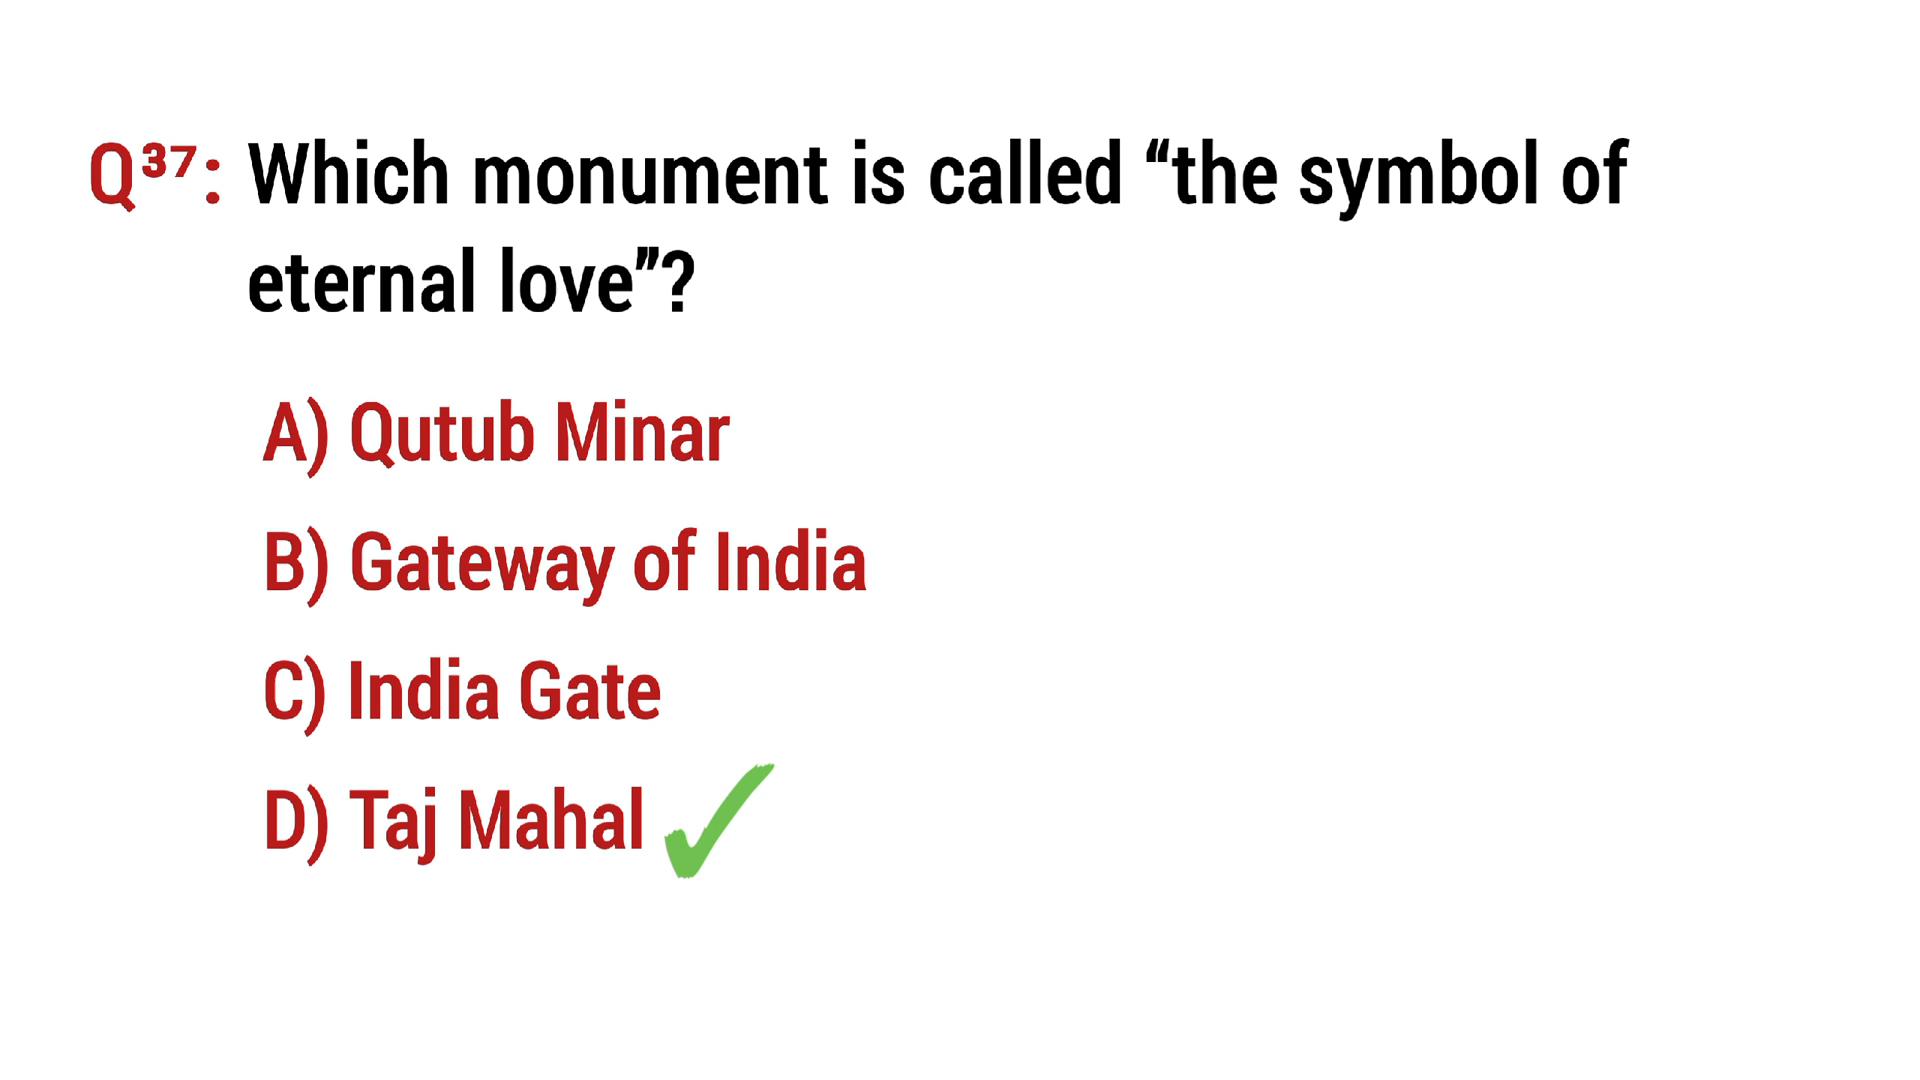 Q³⁷: Which monument is called “the symbol of
eternal love”?
A) Qutub Minar
B) Gateway of India
C) India Gate
D) Taj Mahal